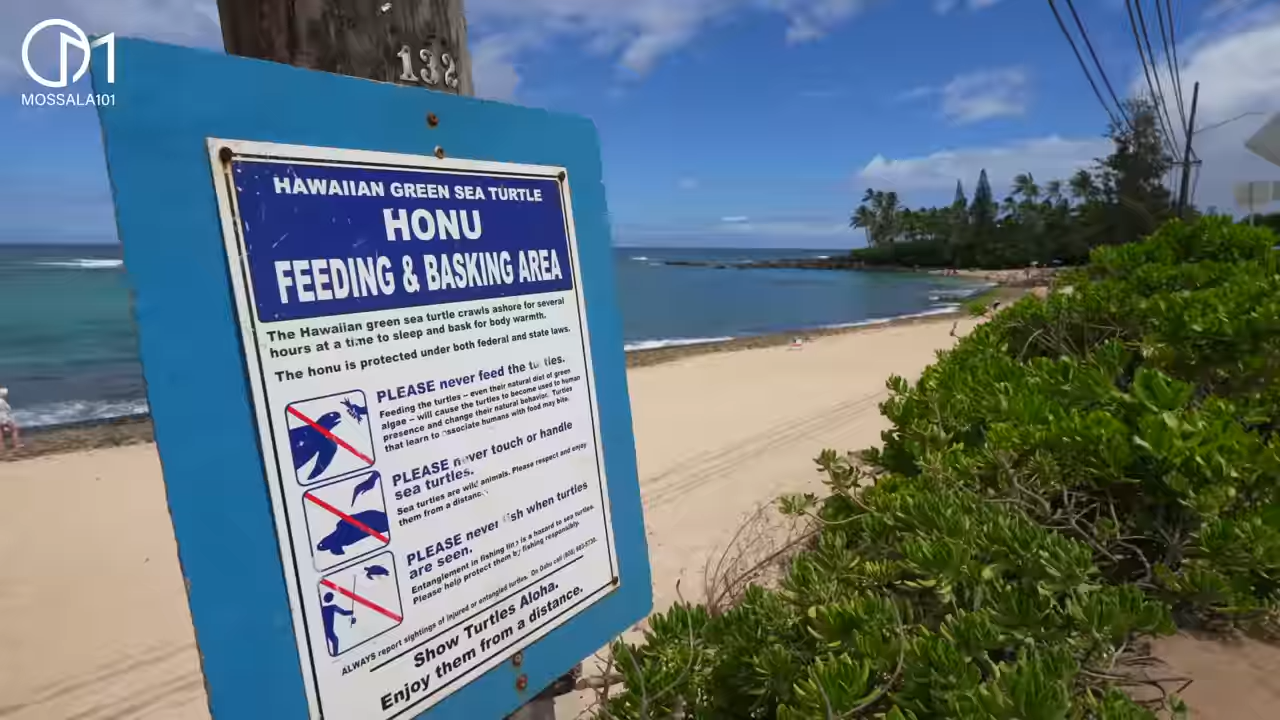 MOSSALA101
132
HAWAIIAN GREEN SEA TURTLE
HONU
FEEDING & BASKING AREA
The Hawaiian green sea turtle crawls ashore for several
hours at a time to sleep and bask for body warmth.
The honu is protected under both federal and state laws.
PLEASE never feed the turtles.
Feeding the turtles – even their natural diet of green
algae – will cause the turtles to become used to human
presence and change their natural behavior. Turtles
that learn to associate humans with food may bite.
PLEASE never touch or handle
sea turtles.
Sea turtles are wild animals. Please respect and enjoy
them from a distance.
PLEASE never fish when turtles
are seen.
Entanglement in fishing line is a hazard to sea turtles.
Please help protect them by fishing responsibly.
ALWAYS report sightings of injured or entangled turtles. On Oahu call (808) 983-5730.
Show Turtles Aloha.
Enjoy them from a distance.